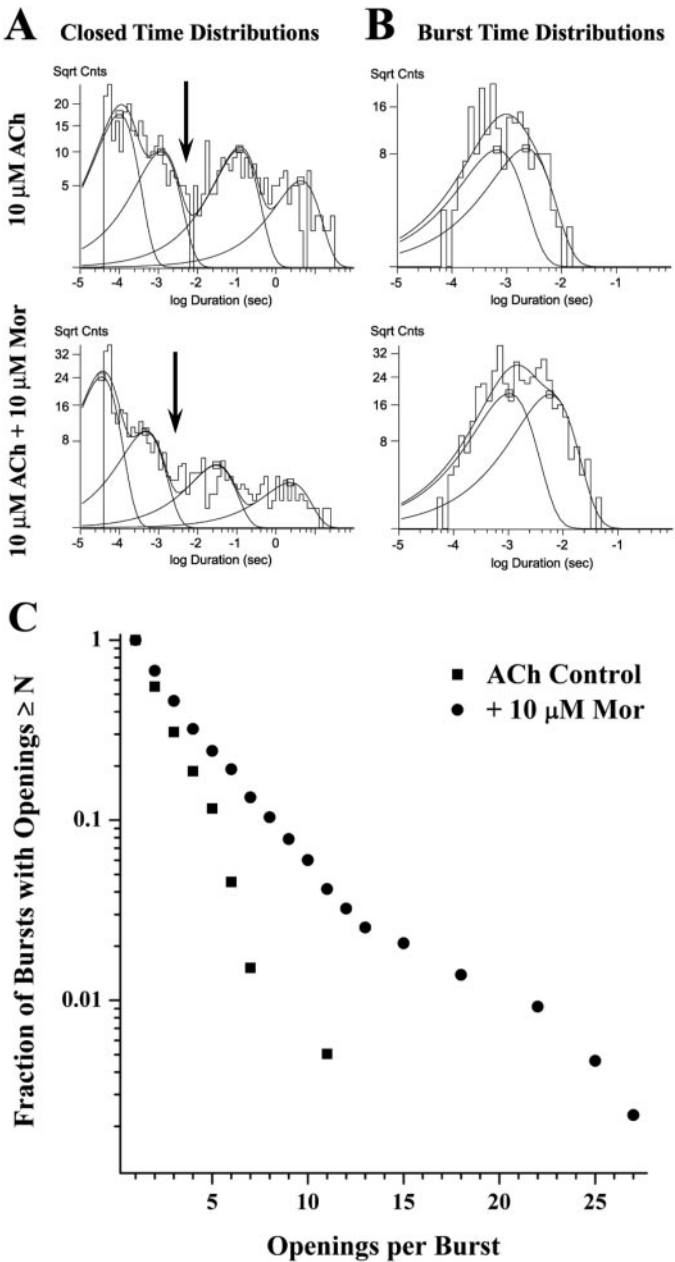 A Closed Time Distributions
B Burst Time Distributions
10 μM ACh
Sqrt Cnts
20
15
10
5
-5 -4 -3 -2 -1 0
log Duration (sec)
Sqrt Cnts
16
8
-5 -4 -3 -2 -1
log Duration (sec)
10 μM ACh + 10 μM Mor
Sqrt Cnts
32
24
16
8
-5 -4 -3 -2 -1 0
log Duration (sec)
Sqrt Cnts
32
24
16
8
-5 -4 -3 -2 -1
log Duration (sec)
C
Fraction of Bursts with Openings ≥ N
1
0.1
0.01
ACh Control
+ 10 μM Mor
5 10 15 20 25
Openings per Burst